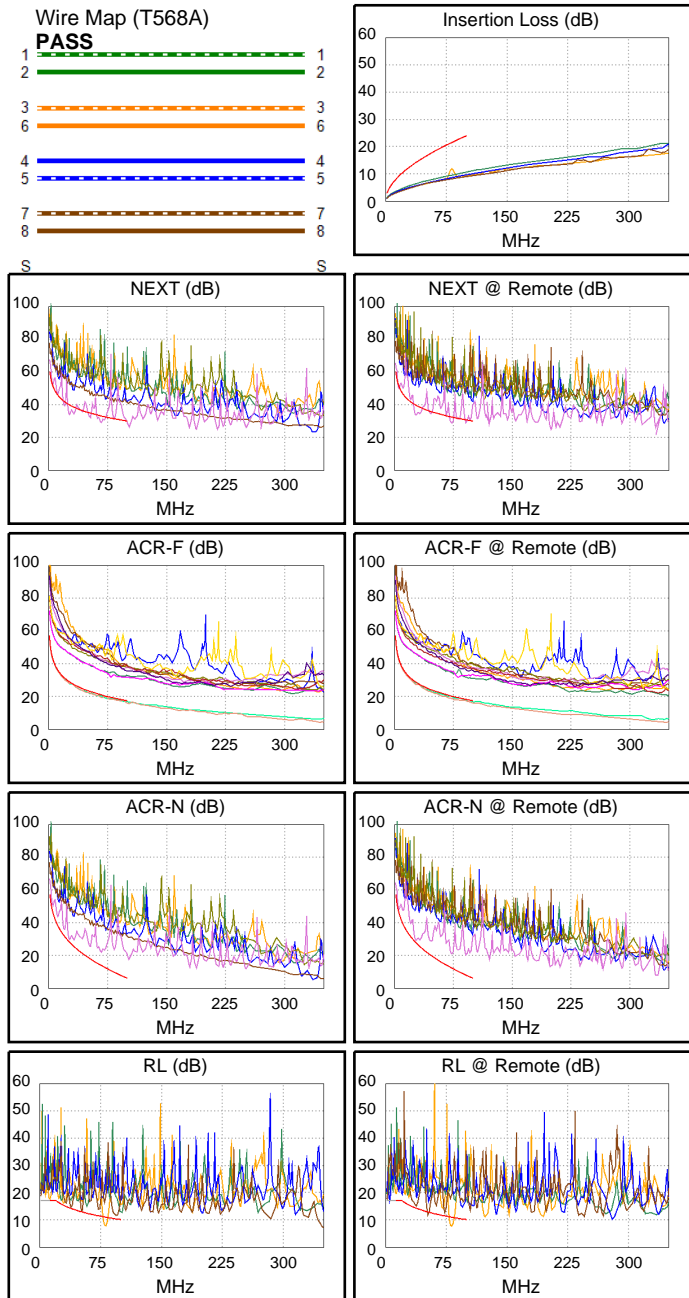 Wire Map (T568A)
PASS
1 1
2 2
3 3
6 6
4 4
5 5
7 7
8 8
S S
Insertion Loss (dB)
60
50
40
30
20
10
0
0 75 150 225 300
MHz
NEXT (dB)
100
80
60
40
20
0
0 75 150 225 300
MHz
NEXT @ Remote (dB)
100
80
60
40
20
0
0 75 150 225 300
MHz
ACR-F (dB)
100
80
60
40
20
0
0 75 150 225 300
MHz
ACR-F @ Remote (dB)
100
80
60
40
20
0
0 75 150 225 300
MHz
ACR-N (dB)
100
80
60
40
20
0
0 75 150 225 300
MHz
ACR-N @ Remote (dB)
100
80
60
40
20
0
0 75 150 225 300
MHz
RL (dB)
60
50
40
30
20
10
0
0 75 150 225 300
MHz
RL @ Remote (dB)
60
50
40
30
20
10
0
0 75 150 225 300
MHz